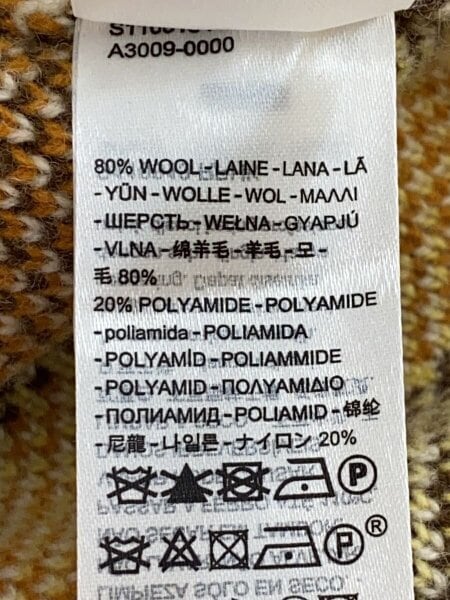 A3009-0000
80% WOOL-LAINE-LANA-LÃ
-YÜN-WOLLE-WOL-ΜΑΛΛΙ
-ШЕРСТЬ-WEŁNA-GYAPJÚ
-VLNA-绵羊毛-羊毛-모-
毛 80%
20% POLYAMIDE-POLYAMIDE
-poliamida-POLIAMIDA
-POLYAMİD-POLIAMMIDE
-POLYAMID-ΠΟΛΥΑΜΙΔΙΟ
-ПОЛИАМИД-POLIAMID-锦纶
-尼龍-나일론-ナイロン 20%
P
P®